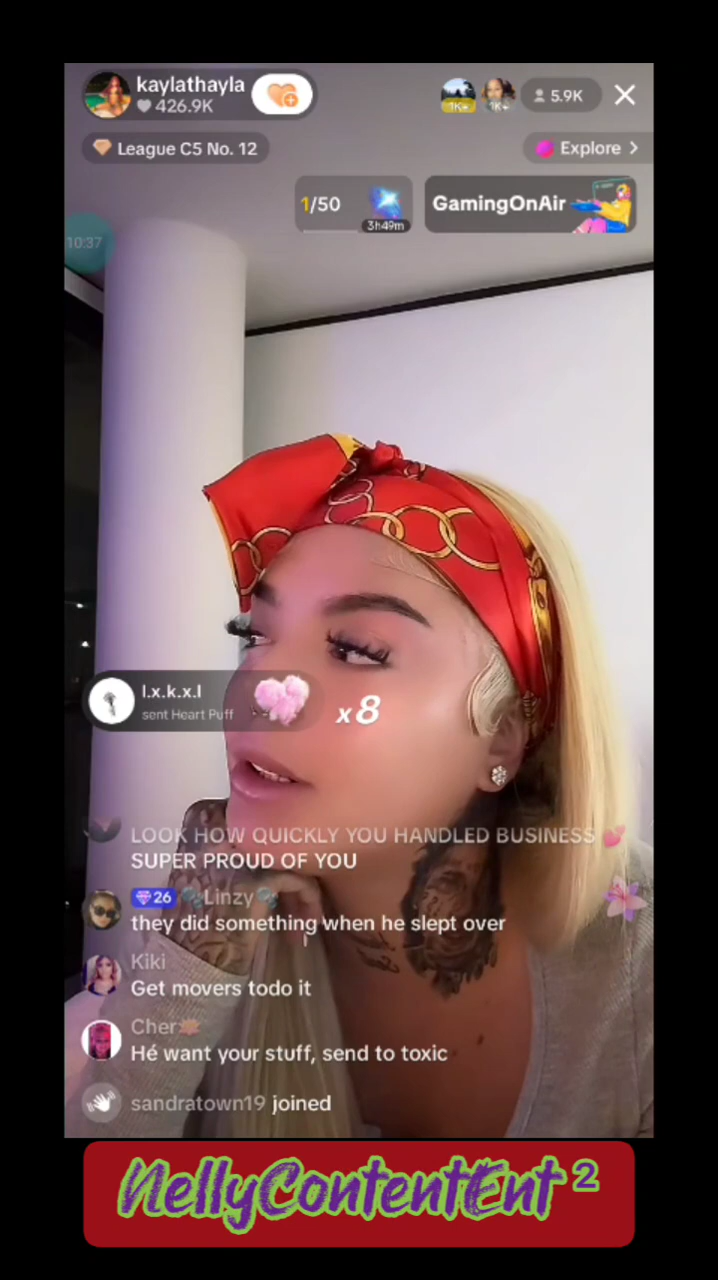 kaylathayla
426.9K
5.9K
League C5 No. 12
Explore >
1/50
3h49m
GamingOnAir
10:37
l.x.k.x.l
sent Heart Puff
x8
LOOK HOW QUICKLY YOU HANDLED BUSINESS
SUPER PROUD OF YOU
26 Linzy
they did something when he slept over
Kiki
Get movers todo it
Cher
Hé want your stuff, send to toxic
sandratown19 joined
NellyContentEnt²